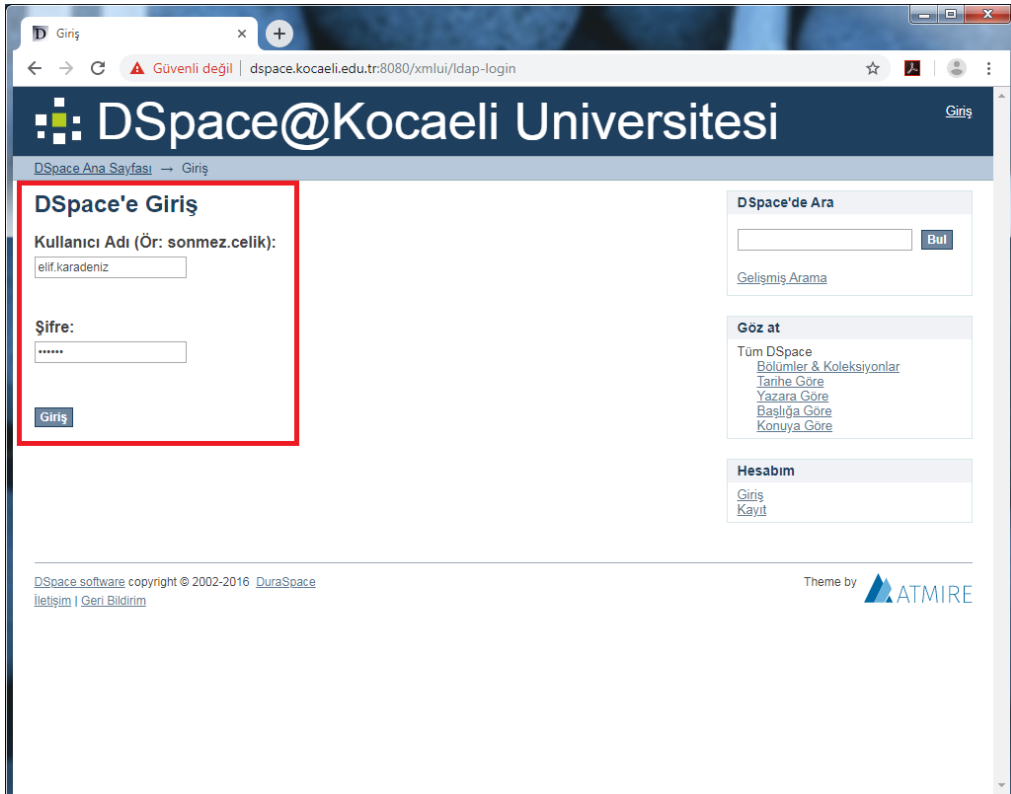 Giriş
Güvenli değil | dspace.kocaeli.edu.tr:8080/xmlui/ldap-login
DSpace@Kocaeli Universitesi
Giriş
DSpace Ana Sayfası → Giriş
DSpace'e Giriş
Kullanıcı Adı (Ör: sonmez.celik):
elif.karadeniz
Şifre:
••••••
Giriş
DSpace'de Ara
Bul
Gelişmiş Arama
Göz at
Tüm DSpace
Bölümler & Koleksiyonlar
Tarihe Göre
Yazara Göre
Başlığa Göre
Konuya Göre
Hesabım
Giriş
Kayıt
DSpace software copyright © 2002-2016 DuraSpace
İletişim | Geri Bildirim
Theme by ATMIRE